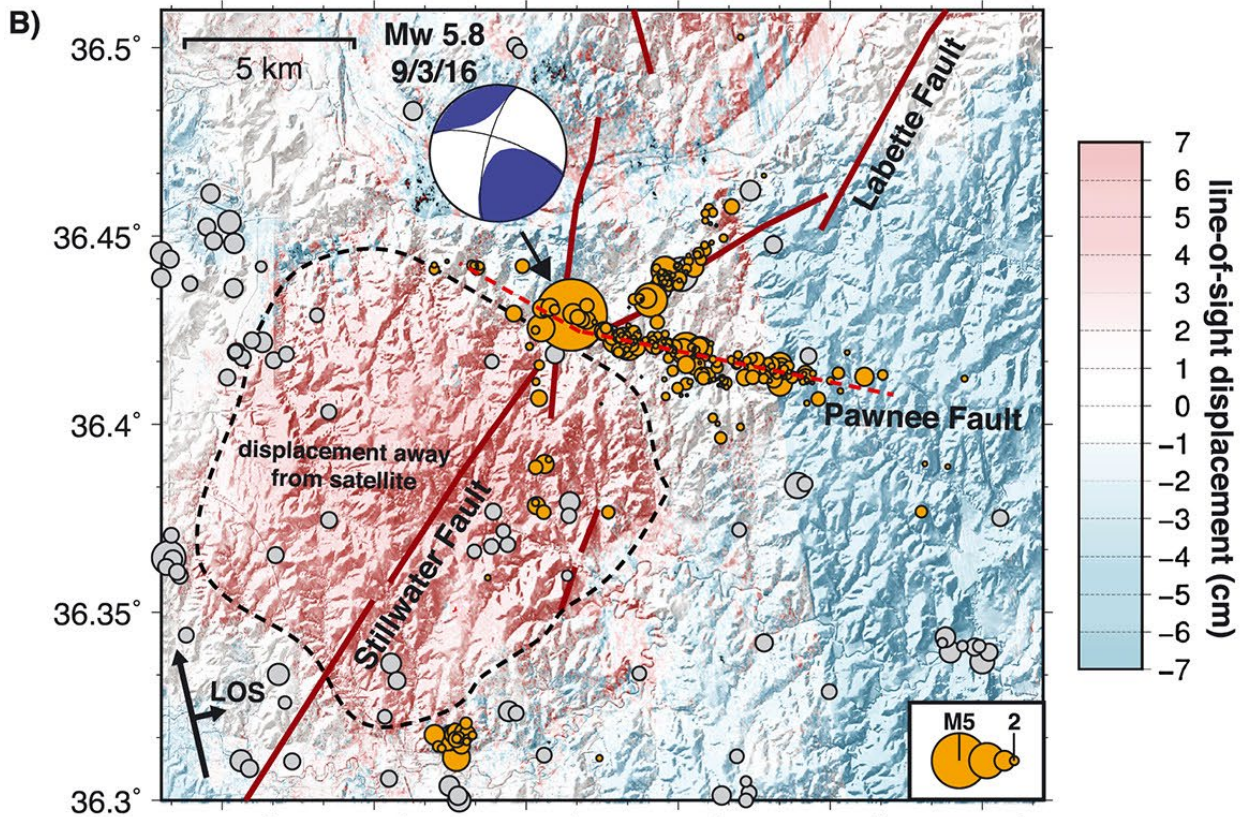 B)
36.5°
36.45°
36.4°
36.35°
36.3°
5 km
Mw 5.8
9/3/16
Labette Fault
Pawnee Fault
displacement away
from satellite
Stillwater Fault
LOS
M5
2
7
6
5
4
3
2
1
0
−1
−2
−3
−4
−5
−6
−7
line-of-sight displacement (cm)